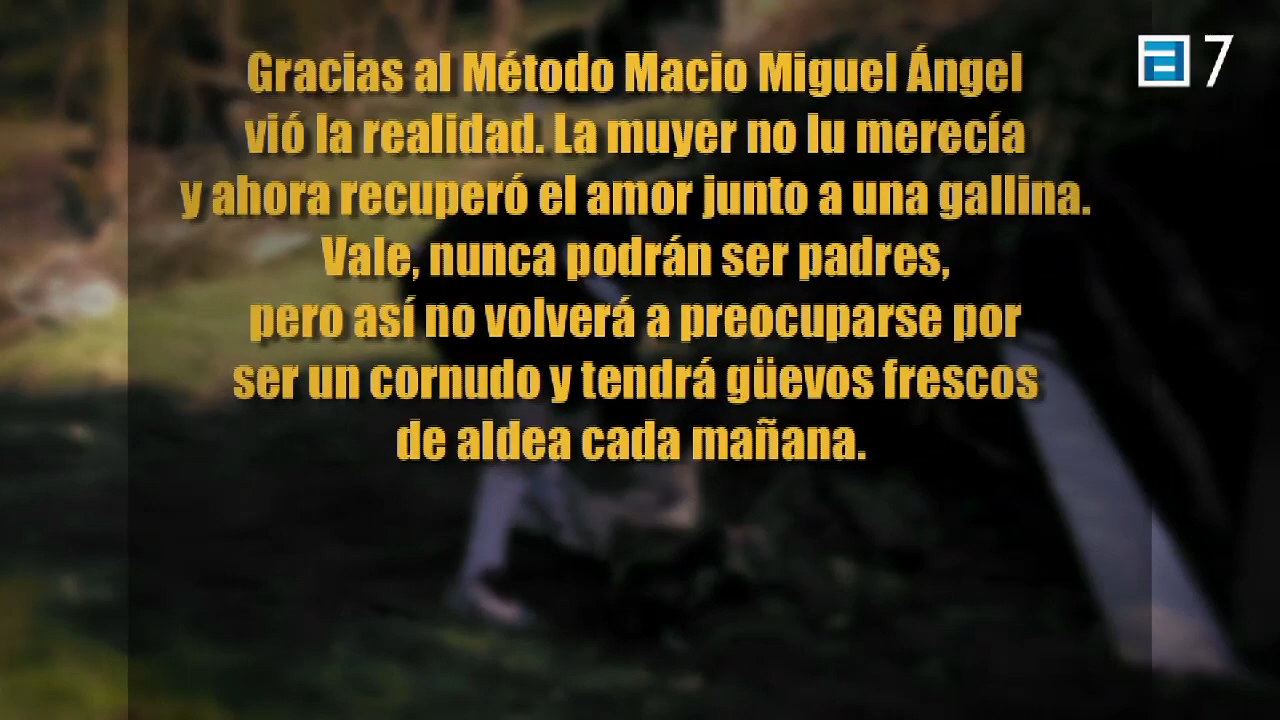 7
Gracias al Método Macio Miguel Ángel
vió la realidad. La muyer no lu merecía
y ahora recuperó el amor junto a una gallina.
Vale, nunca podrán ser padres,
pero así no volverá a preocuparse por
ser un cornudo y tendrá güevos frescos
de aldea cada mañana.